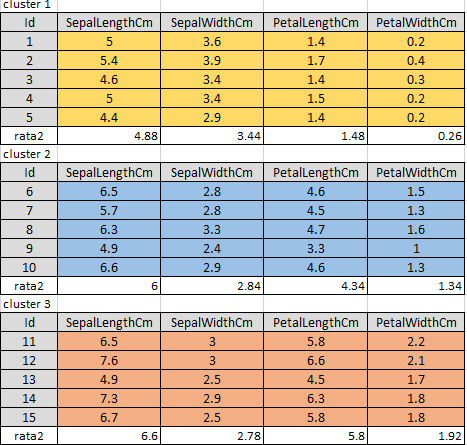 cluster 1
Id SepalLengthCm SepalWidthCm PetalLengthCm PetalWidthCm
1 5 3.6 1.4 0.2
2 5.4 3.9 1.7 0.4
3 4.6 3.4 1.4 0.3
4 5 3.4 1.5 0.2
5 4.4 2.9 1.4 0.2
rata2 4.88 3.44 1.48 0.26
cluster 2
Id SepalLengthCm SepalWidthCm PetalLengthCm PetalWidthCm
6 6.5 2.8 4.6 1.5
7 5.7 2.8 4.5 1.3
8 6.3 3.3 4.7 1.6
9 4.9 2.4 3.3 1
10 6.6 2.9 4.6 1.3
rata2 6 2.84 4.34 1.34
cluster 3
Id SepalLengthCm SepalWidthCm PetalLengthCm PetalWidthCm
11 6.5 3 5.8 2.2
12 7.6 3 6.6 2.1
13 4.9 2.5 4.5 1.7
14 7.3 2.9 6.3 1.8
15 6.7 2.5 5.8 1.8
rata2 6.6 2.78 5.8 1.92